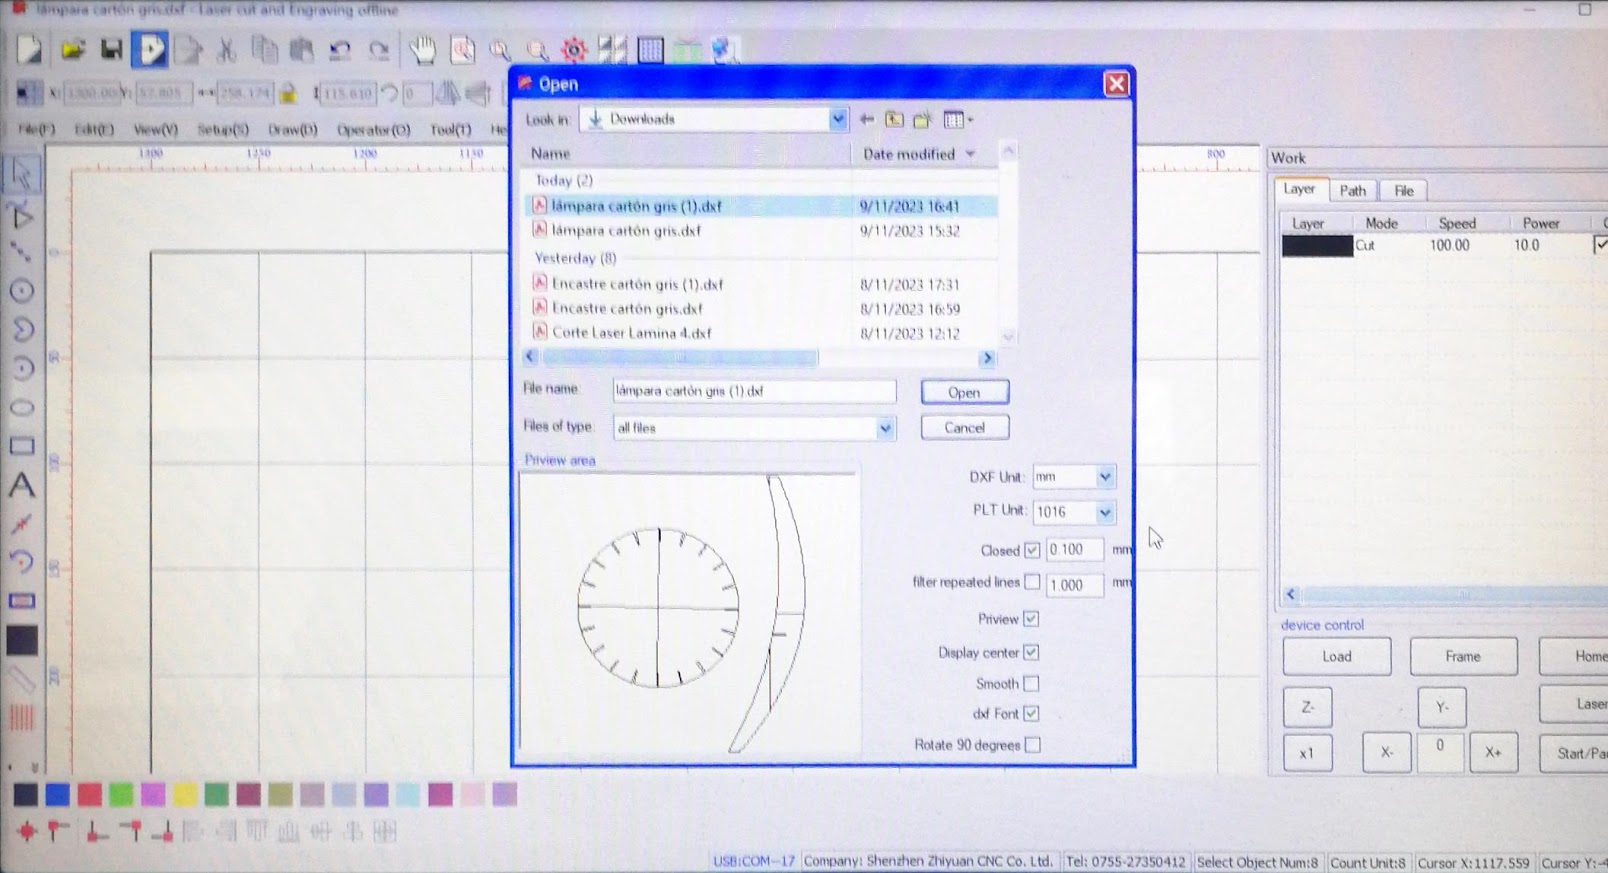 lámpara cartón gris.dxf - Laser cut and Engraving offline
X: 1300.00 Y: 57.805 258.174 115.610 0
File(F) Edit(E) View(V) Setup(S) Draw(D) Operator(O) Tool(T) He
1300 1250 1200 1150 800
0
50
100
150
200
Open
Look in: Downloads
Name Date modified
Today (2)
lámpara cartón gris (1).dxf 9/11/2023 16:41
lámpara cartón gris.dxf 9/11/2023 15:32
Yesterday (8)
Encastre cartón gris (1).dxf 8/11/2023 17:31
Encastre cartón gris.dxf 8/11/2023 16:59
Corte Laser Lamina 4.dxf 8/11/2023 12:12
File name: lámpara cartón gris (1).dxf Open
Files of type: all files Cancel
Priview area
DXF Unit: mm
PLT Unit: 1016
Closed 0.100 mm
filter repeated lines 1.000 mm
Priview
Display center
Smooth
dxf Font
Rotate 90 degrees
Work
Layer Path File
Layer Mode Speed Power
Cut 100.00 10.0
device control
Load Frame Home
Z- Y- Laser
x1 X- 0 X+ Start/Pa
USB:COM--17 Company: Shenzhen Zhiyuan CNC Co. Ltd. Tel: 0755-27350412 Select Object Num:8 Count Unit:8 Cursor X:1117.559 Cursor Y:-4